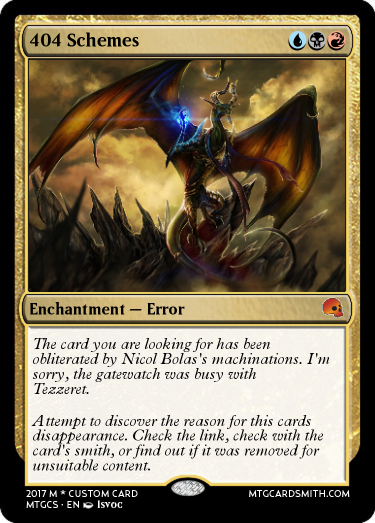 404 Schemes
Enchantment — Error
The card you are looking for has been
obliterated by Nicol Bolas's machinations. I'm
sorry, the gatewatch was busy with
Tezzeret.
Attempt to discover the reason for this cards
disappearance. Check the link, check with the
card's smith, or find out if it was removed for
unsuitable content.
2017 M * CUSTOM CARD
MTGCS · EN Isvoc
MTGCARDSMITH.COM